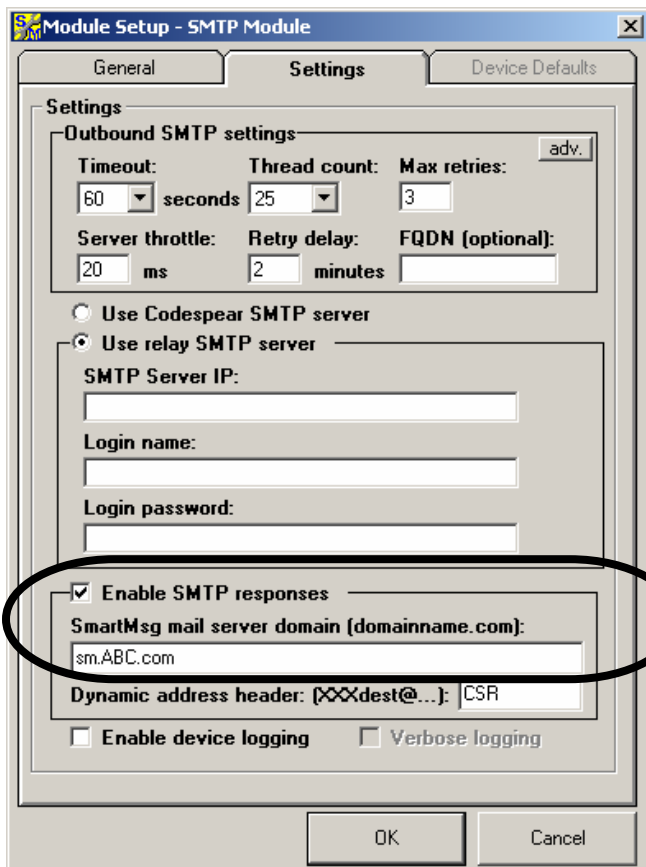 Module Setup - SMTP Module
General Settings Device Defaults
Settings
Outbound SMTP settings adv.
Timeout: Thread count: Max retries:
60 seconds 25 3
Server throttle: Retry delay: FQDN (optional):
20 ms 2 minutes
Use Codespear SMTP server
Use relay SMTP server
SMTP Server IP:
Login name:
Login password:
Enable SMTP responses
SmartMsg mail server domain (domainname.com):
sm.ABC.com
Dynamic address header: (XXXdest@...): CSR
Enable device logging Verbose logging
OK Cancel